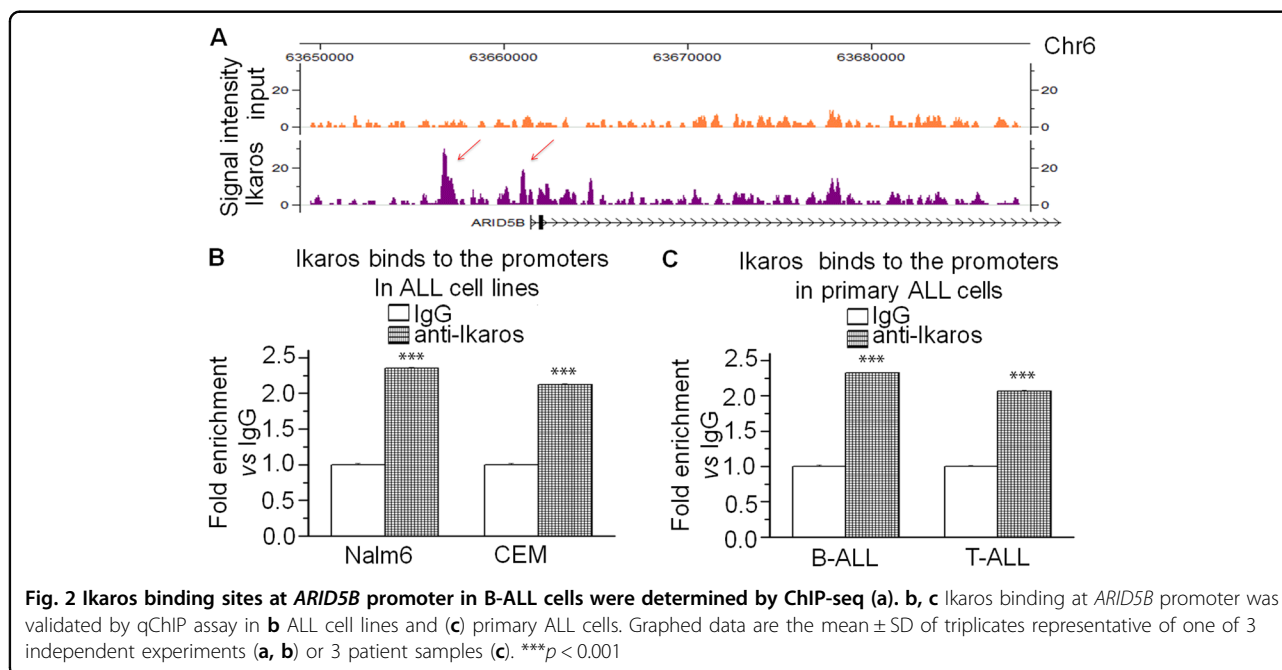 A
Chr6
63650000 63660000 63670000 63680000
Signal intensity
input
20
0
20
0
Ikaros
20
0
20
0
ARID5B
B
Ikaros binds to the promoters
In ALL cell lines
IgG
anti-Ikaros
Fold enrichment
vs IgG
2.5
2.0
1.5
1.0
0.5
0.0
***
***
Nalm6 CEM
C
Ikaros binds to the promoters
in primary ALL cells
IgG
anti-Ikaros
Fold enrichment
vs IgG
2.5
2.0
1.5
1.0
0.5
0.0
***
***
B-ALL T-ALL
Fig. 2 Ikaros binding sites at ARID5B promoter in B-ALL cells were determined by ChIP-seq (a). b, c Ikaros binding at ARID5B promoter was
validated by qChIP assay in b ALL cell lines and (c) primary ALL cells. Graphed data are the mean ± SD of triplicates representative of one of 3
independent experiments (a, b) or 3 patient samples (c). ***p < 0.001